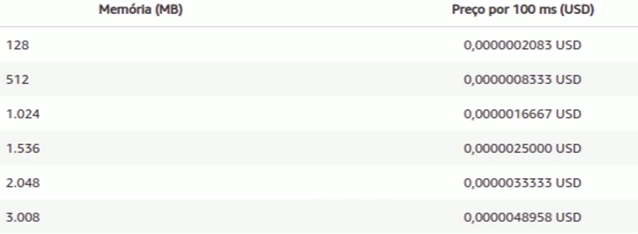 Memória (MB) Preço por 100 ms (USD)
128 0,0000002083 USD
512 0,0000008333 USD
1.024 0,0000016667 USD
1.536 0,0000025000 USD
2.048 0,0000033333 USD
3.008 0,0000048958 USD